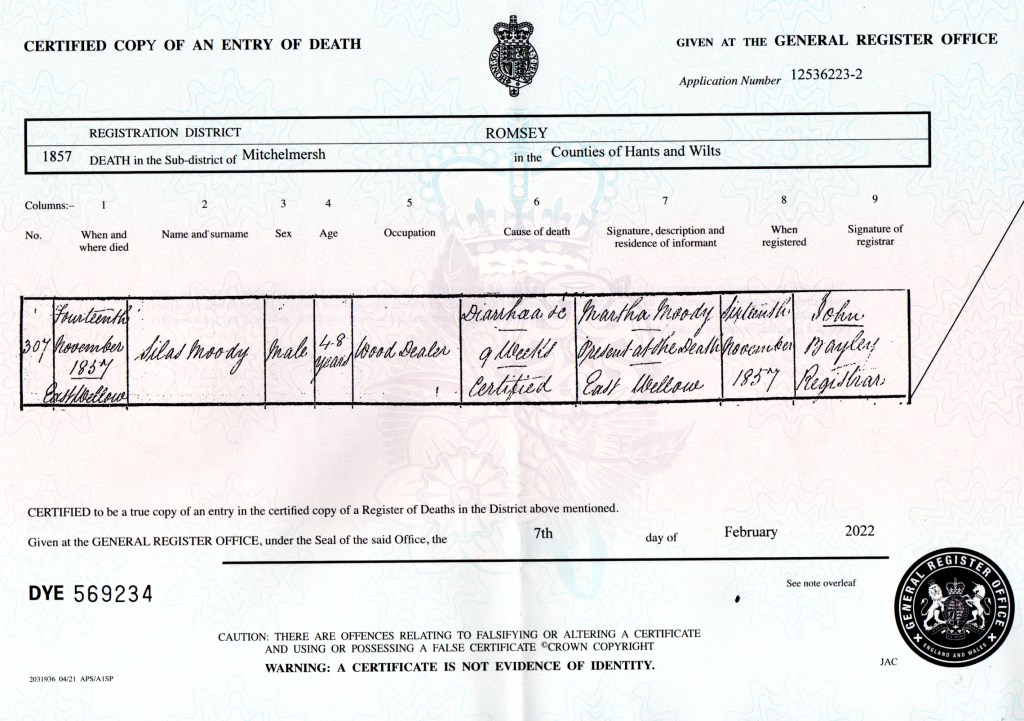 CERTIFIED COPY OF AN ENTRY OF DEATH
GIVEN AT THE GENERAL REGISTER OFFICE
Application Number 12536223-2
REGISTRATION DISTRICT ROMSEY
1857 DEATH in the Sub-district of Mitchelmersh in the Counties of Hants and Wilts
Columns:– 1 2 3 4 5 6 7 8 9
No. When and where died Name and surname Sex Age Occupation Cause of death Signature, description and residence of informant When registered Signature of registrar
307
Fourteenth
November
1857
East Wellow
Silas Moody
Male
48
years
Wood Dealer
Diarrhœa &c
9 Weeks
Certified
Martha Moody
Present at the Death
East Wellow
Sixteenth
November
1857
John
Bayley
Registrar
CERTIFIED to be a true copy of an entry in the certified copy of a Register of Deaths in the District above mentioned.
Given at the GENERAL REGISTER OFFICE, under the Seal of the said Office, the 7th day of February 2022
DYE 569234
See note overleaf
CAUTION: THERE ARE OFFENCES RELATING TO FALSIFYING OR ALTERING A CERTIFICATE
AND USING OR POSSESSING A FALSE CERTIFICATE ©CROWN COPYRIGHT
WARNING: A CERTIFICATE IS NOT EVIDENCE OF IDENTITY.
GENERAL REGISTER OFFICE
ENGLAND AND WALES
JAC
2031936 04/21 APS/A1SP